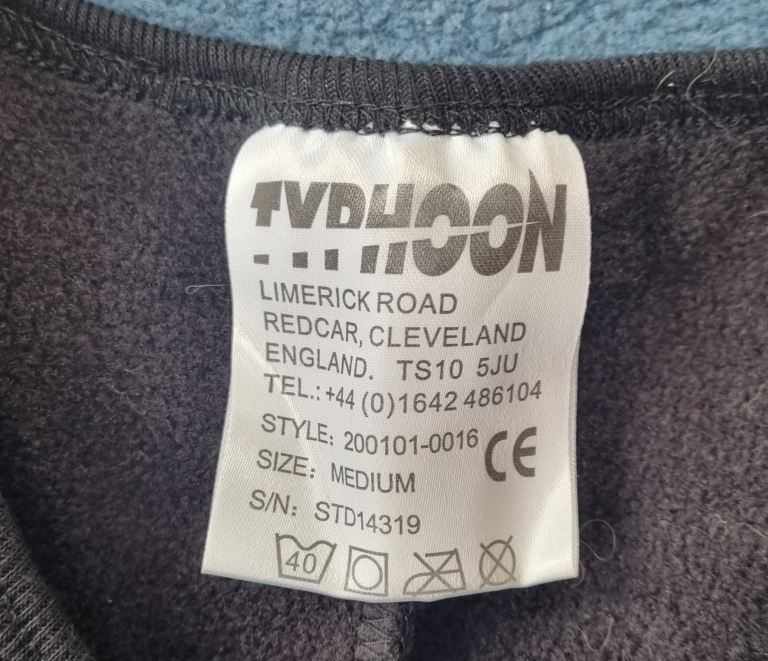 TYPHOON
LIMERICK ROAD
REDCAR, CLEVELAND
ENGLAND. TS10 5JU
TEL.: +44 (0)1642 486104
STYLE: 200101-0016 CE
SIZE: MEDIUM
S/N: STD14319
40